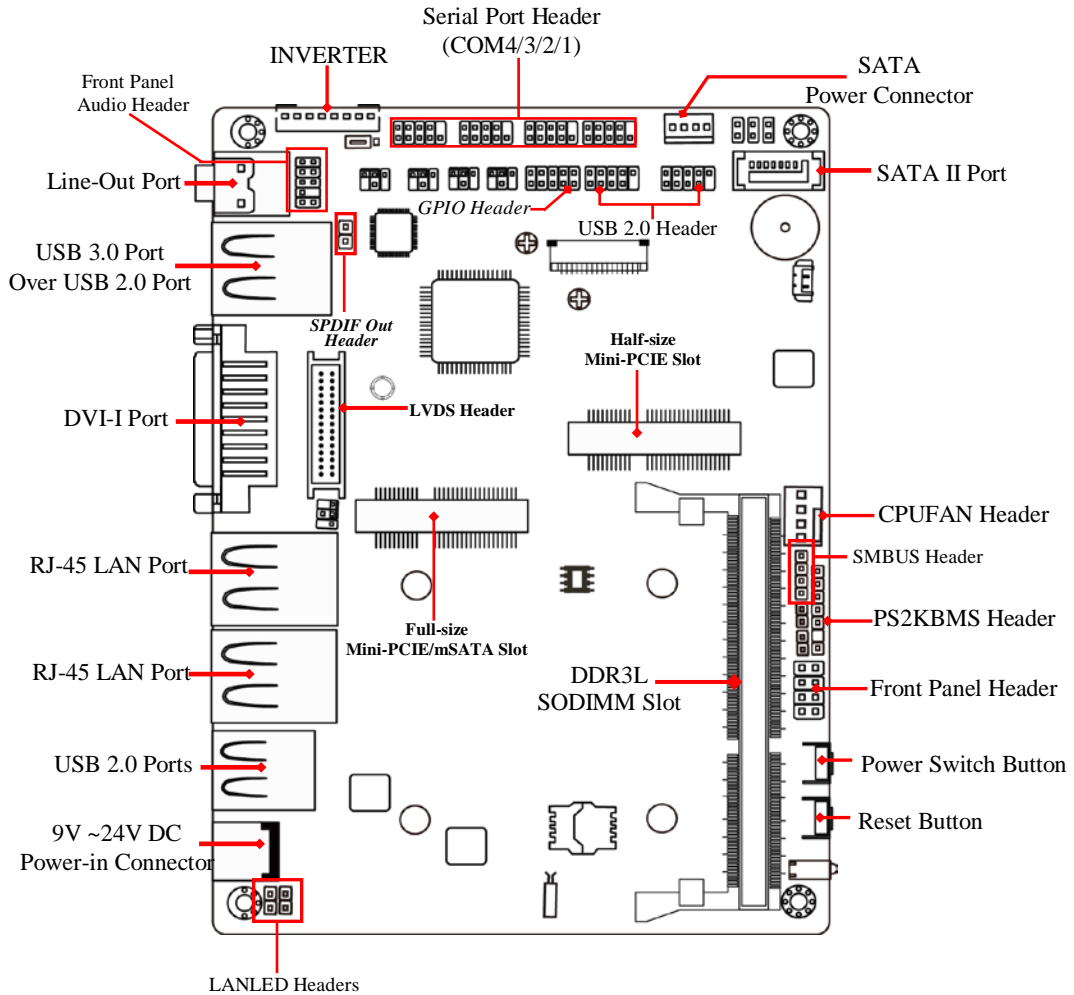 Serial Port Header
(COM4/3/2/1)
INVERTER
SATA
Power Connector
Front Panel
Audio Header
Line-Out Port
SATA II Port
GPIO Header
USB 2.0 Header
USB 3.0 Port
Over USB 2.0 Port
SPDIF Out
Header
Half-size
Mini-PCIE Slot
DVI-I Port
LVDS Header
CPUFAN Header
SMBUS Header
RJ-45 LAN Port
PS2KBMS Header
Full-size
Mini-PCIE/mSATA Slot
RJ-45 LAN Port
DDR3L
SODIMM Slot
Front Panel Header
USB 2.0 Ports
Power Switch Button
9V ~24V DC
Power-in Connector
Reset Button
LANLED Headers